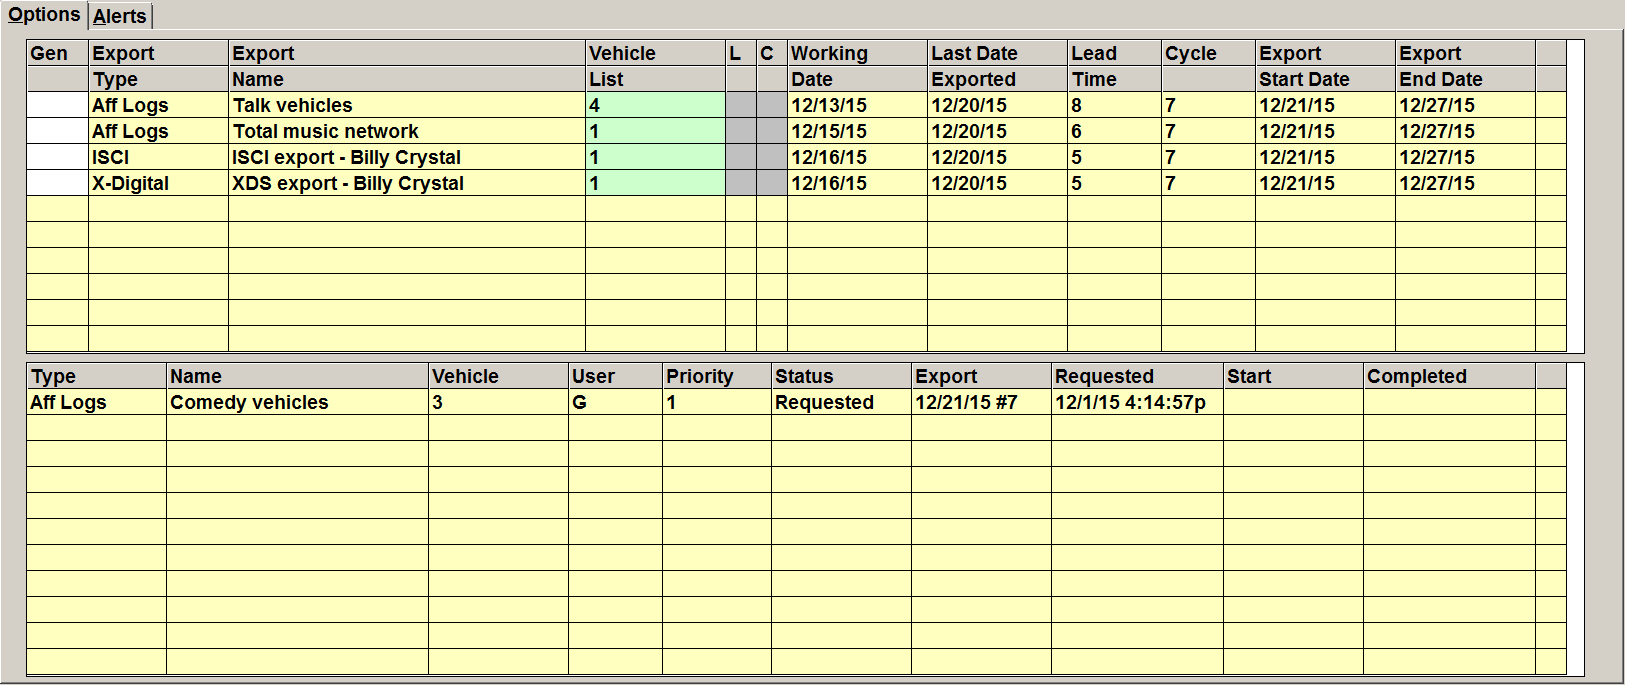 Options Alerts
Gen Export Export Vehicle L C Working Last Date Lead Cycle Export Export
Type Name List Date Exported Time Start Date End Date
Aff Logs Talk vehicles 4 12/13/15 12/20/15 8 7 12/21/15 12/27/15
Aff Logs Total music network 1 12/15/15 12/20/15 6 7 12/21/15 12/27/15
ISCI ISCI export - Billy Crystal 1 12/16/15 12/20/15 5 7 12/21/15 12/27/15
X-Digital XDS export - Billy Crystal 1 12/16/15 12/20/15 5 7 12/21/15 12/27/15
Type Name Vehicle User Priority Status Export Requested Start Completed
Aff Logs Comedy vehicles 3 G 1 Requested 12/21/15 #7 12/1/15 4:14:57p